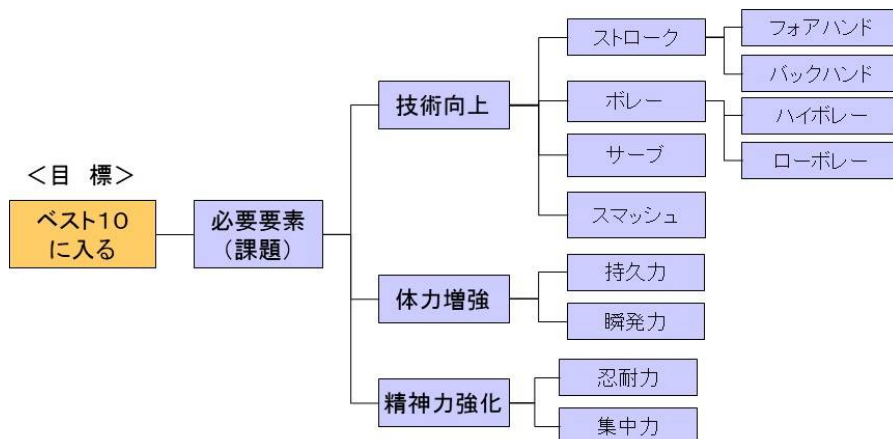 ＜目　標＞
ベスト10
に入る
必要要素
（課題）
技術向上
ストローク
フォアハンド
バックハンド
ボレー
ハイボレー
ローボレー
サーブ
スマッシュ
体力増強
持久力
瞬発力
精神力強化
忍耐力
集中力